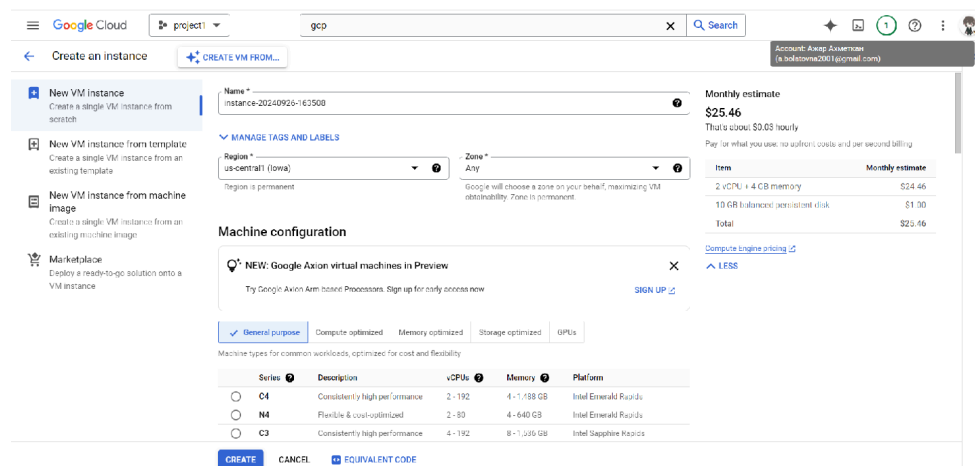 Google Cloud
project1
gcp
Search
1
Account: Ажар Ахметкан
(a.bolstovna2001@gmail.com)
Create an instance
CREATE VM FROM...
New VM instance
Create a single VM instance from
scratch
New VM instance from template
Create a single VM instance from an
existing template
New VM instance from machine
image
Create a single VM instance from an
existing machine image
Marketplace
Deploy a ready-to-go solution onto a
VM instance
Name *
instance-20240926-163508
MANAGE TAGS AND LABELS
Region *
us-central1 (Iowa)
Region is permanent
Zone *
Any
Google will choose a zone on your behalf, maximizing VM
obtainability. Zone is permanent.
Machine configuration
NEW: Google Axion virtual machines in Preview
Try Google Axion Arm based Processors. Sign up for early access now
SIGN UP
General purpose
Compute optimized
Memory optimized
Storage optimized
GPUs
Machine types for common workloads, optimized for cost and flexibility
Series Description vCPUs Memory Platform
C4 Consistently high performance 2 - 192 4 - 1,488 GB Intel Emerald Rapids
N4 Flexible & cost-optimized 2 - 80 4 - 640 GB Intel Emerald Rapids
C3 Consistently high performance 4 - 192 8 - 1,536 GB Intel Sapphire Rapids
CREATE
CANCEL
EQUIVALENT CODE
Monthly estimate
$25.46
That's about $0.03 hourly
Pay for what you use: no upfront costs and per second billing
Item Monthly estimate
2 vCPU + 4 GB memory $24.46
10 GB balanced persistent disk $1.00
Total $25.46
Compute Engine pricing
LESS